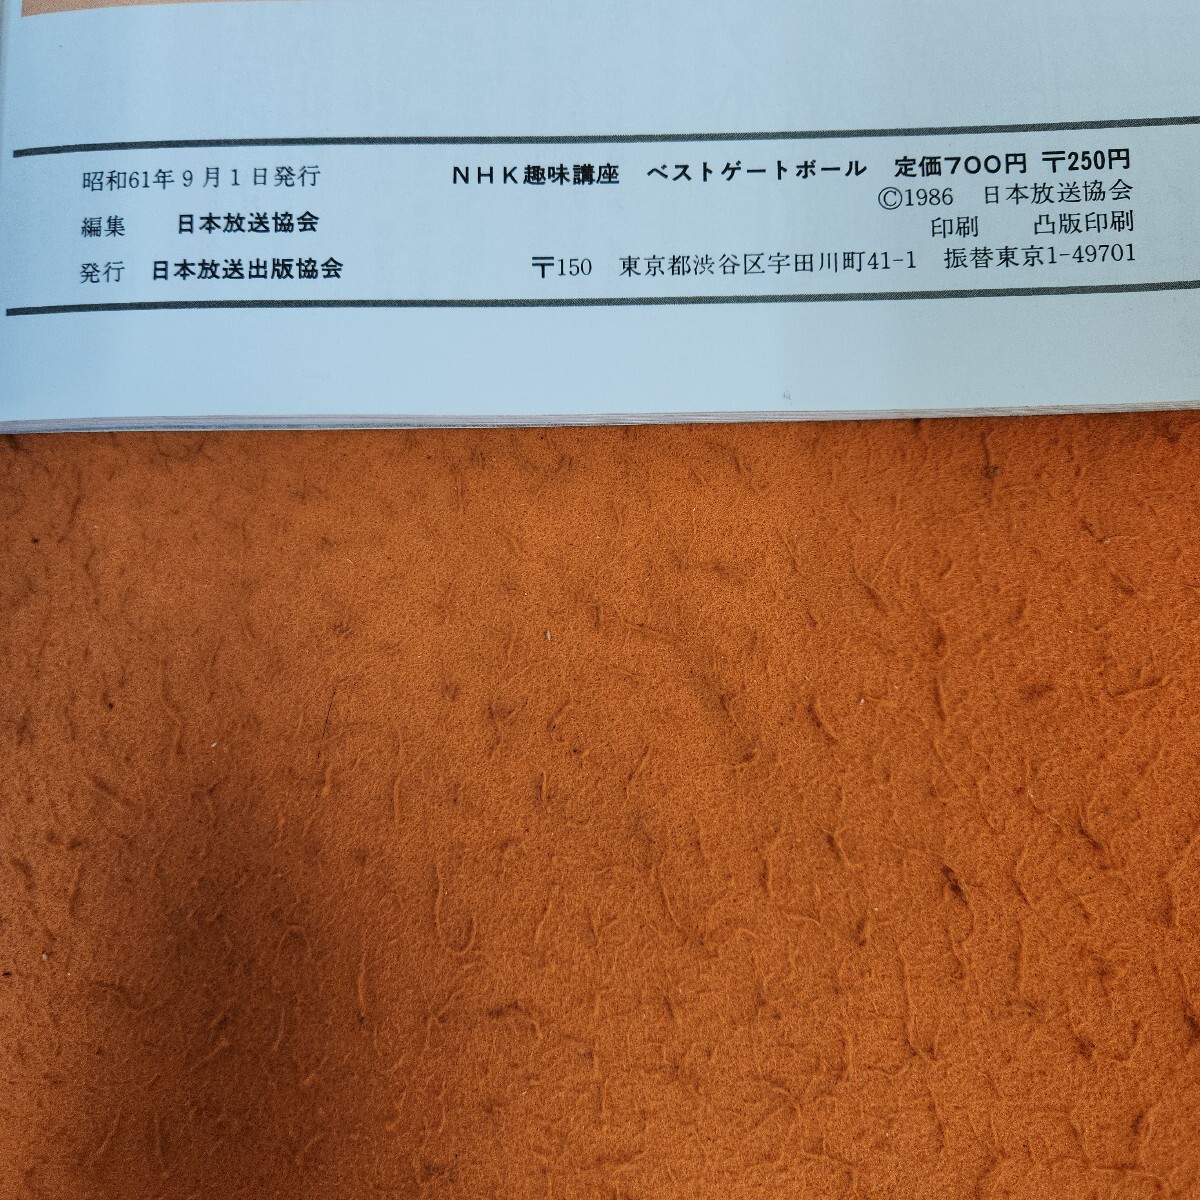 昭和61年9月1日発行
編集 日本放送協会
発行 日本放送出版協会
NHK趣味講座 ベストゲートボール 定価700円 〒250円
©1986 日本放送協会
印刷 凸版印刷
〒150 東京都渋谷区宇田川町41-1 振替東京1-49701